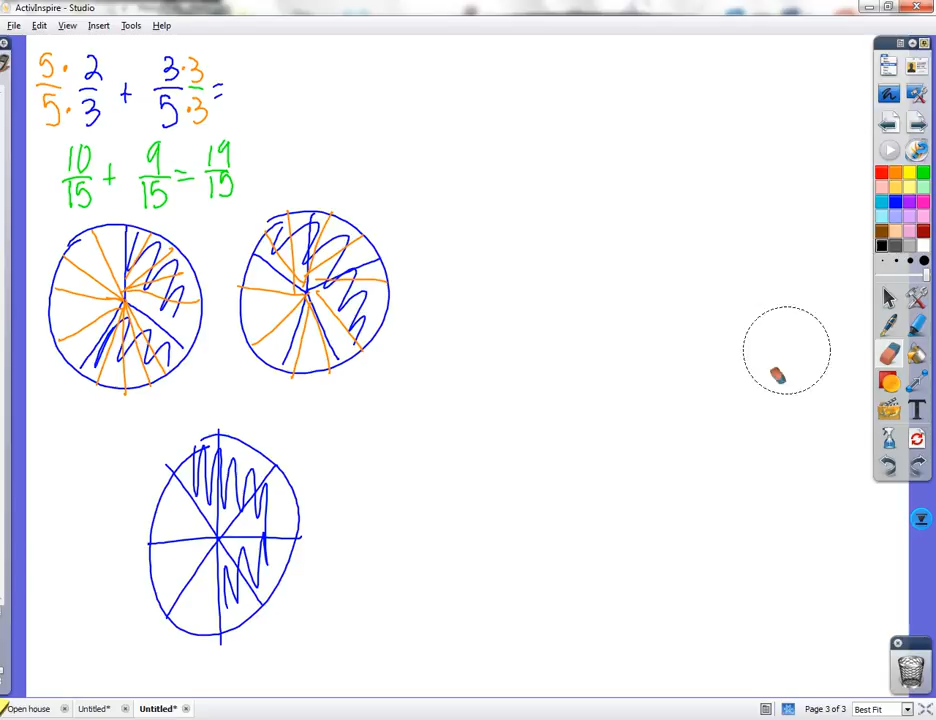 ActivInspire - Studio
File Edit View Insert Tools Help
5/5 · 2/3 + 3/5 · 3/3 =
10/15 + 9/15 = 19/15
T
Open house Untitled* Untitled* Page 3 of 3 Best Fit